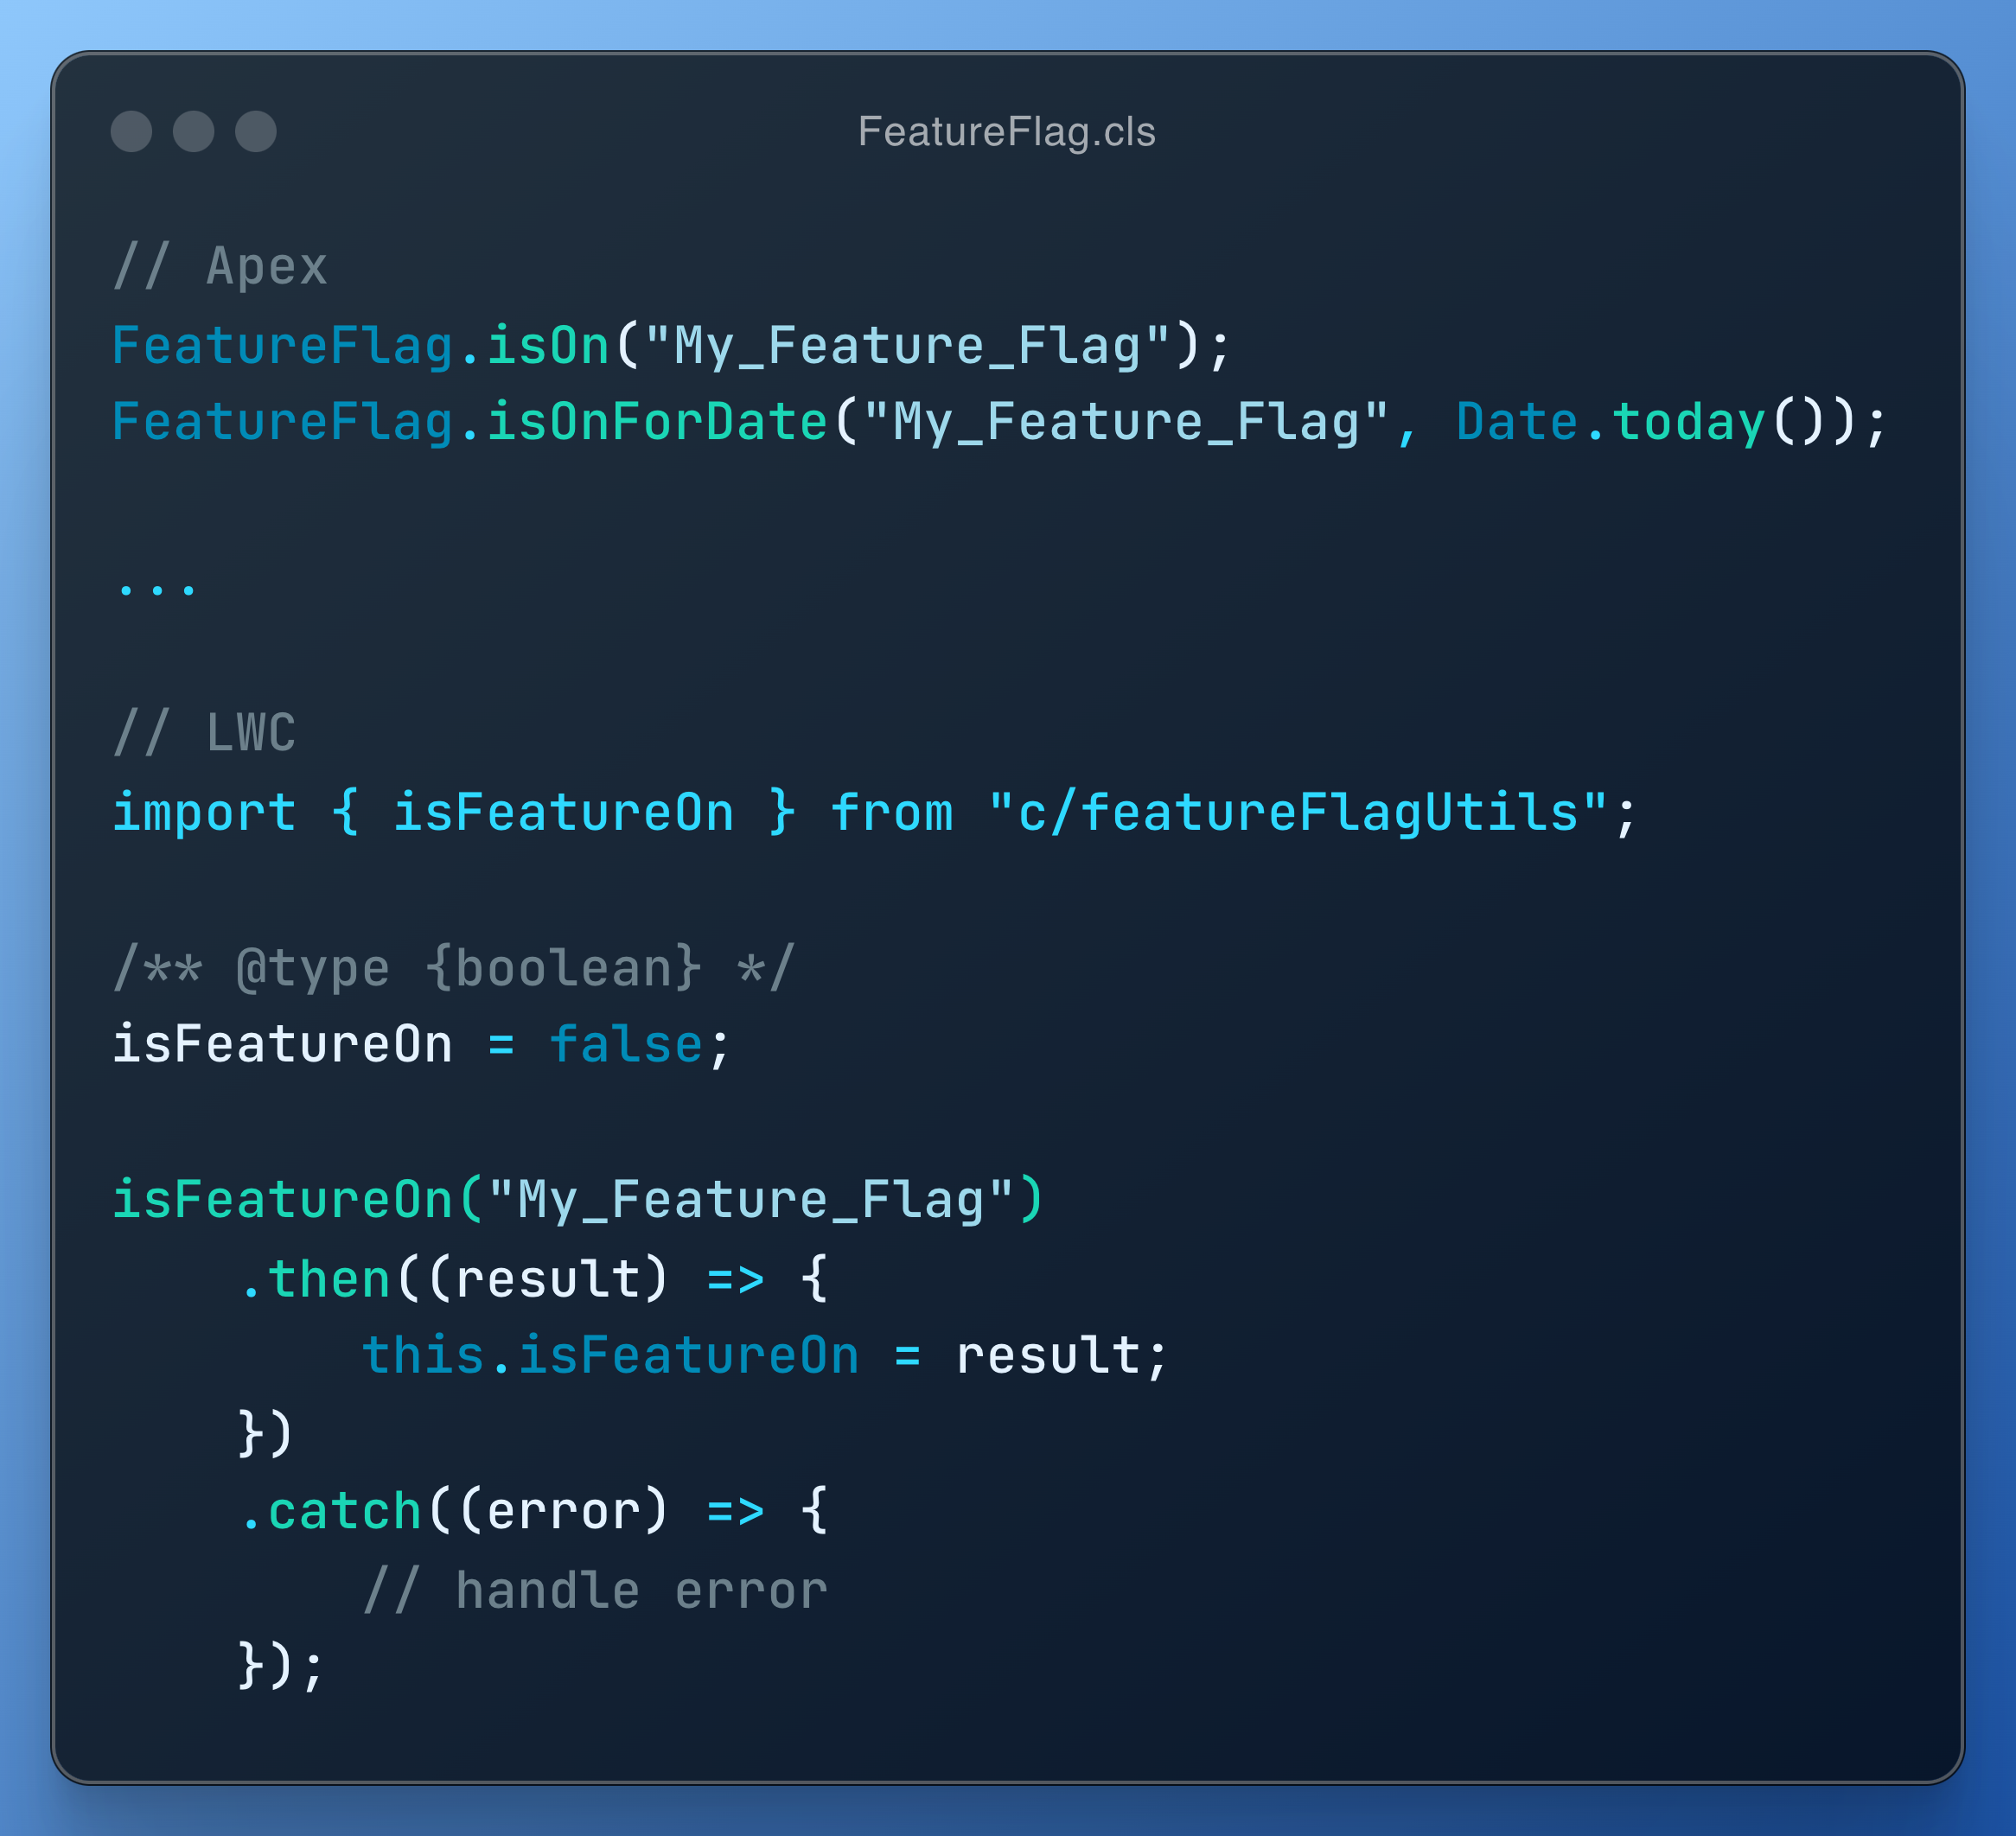 FeatureFlag.cls
// Apex
FeatureFlag.isOn("My_Feature_Flag");
FeatureFlag.isOnForDate("My_Feature_Flag", Date.today());
...
// LWC
import { isFeatureOn } from "c/featureFlagUtils";
/** @type {boolean} */
isFeatureOn = false;
isFeatureOn("My_Feature_Flag")
    .then((result) => {
        this.isFeatureOn = result;
    })
    .catch((error) => {
        // handle error
    });